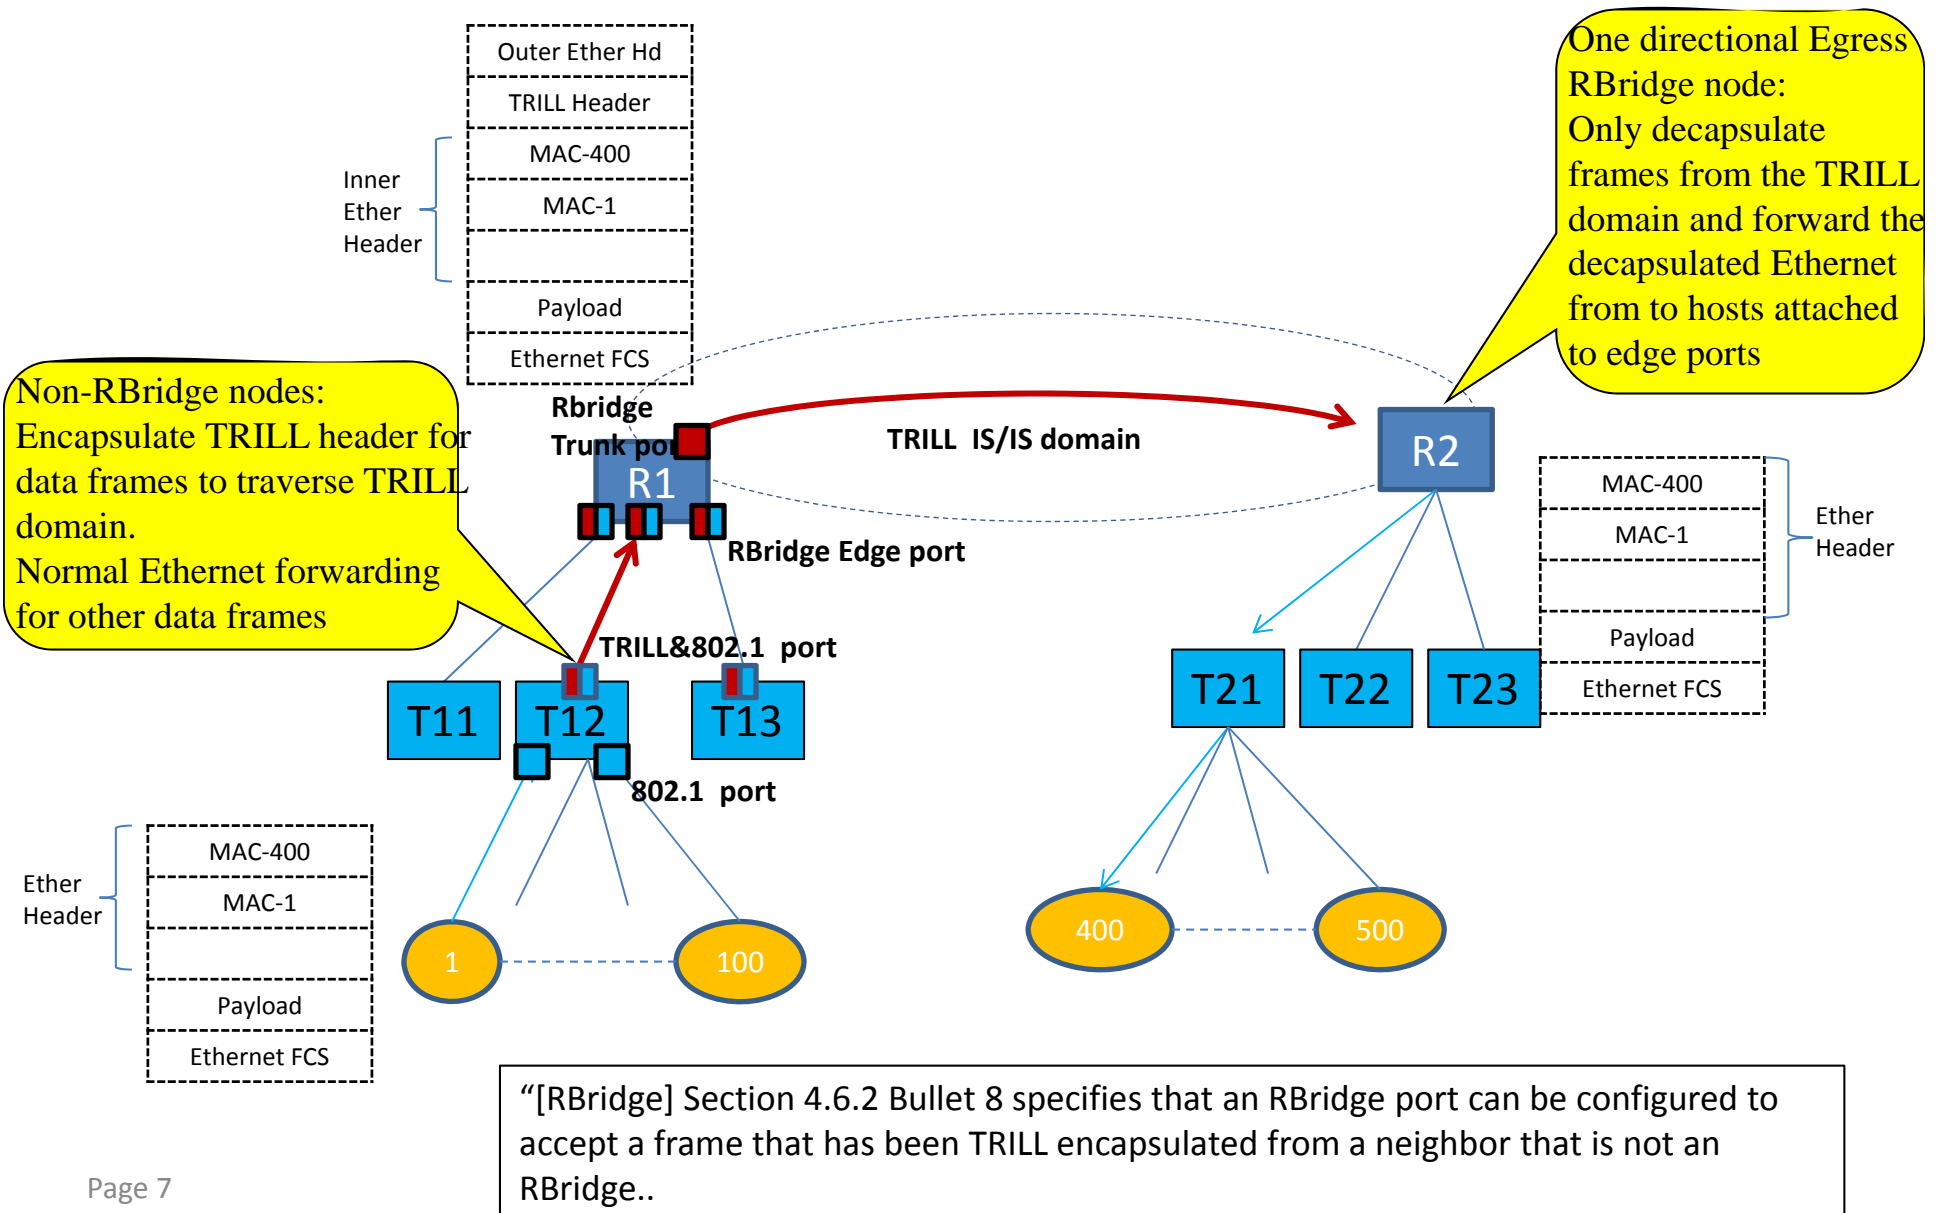 Outer Ether Hd
TRILL Header
MAC-400
MAC-1
Payload
Ethernet FCS
Inner
Ether
Header
One directional Egress
RBridge node:
Only decapsulate
frames from the TRILL
domain and forward the
decapsulated Ethernet
from to hosts attached
to edge ports
Non-RBridge nodes:
Encapsulate TRILL header for
data frames to traverse TRILL
domain.
Normal Ethernet forwarding
for other data frames
Rbridge
Trunk port
R1
TRILL IS/IS domain
R2
RBridge Edge port
MAC-400
MAC-1
Payload
Ethernet FCS
Ether
Header
TRILL&802.1 port
T11
T12
T13
T21
T22
T23
802.1 port
MAC-400
MAC-1
Payload
Ethernet FCS
Ether
Header
1
100
400
500
“[RBridge] Section 4.6.2 Bullet 8 specifies that an RBridge port can be configured to
accept a frame that has been TRILL encapsulated from a neighbor that is not an
RBridge..
Page 7